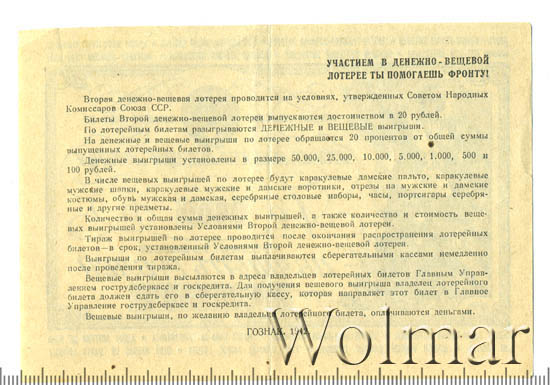 УЧАСТИЕМ В ДЕНЕЖНО-ВЕЩЕВОЙ
ЛОТЕРЕЕ ТЫ ПОМОГАЕШЬ ФРОНТУ!
Вторая денежно-вещевая лотерея проводится на условиях, утвержденных Советом Народных
Комиссаров Союза ССР.
Билеты Второй денежно-вещевой лотереи выпускаются достоинством в 20 рублей.
По лотерейным билетам разыгрываются ДЕНЕЖНЫЕ и ВЕЩЕВЫЕ выигрыши.
На денежные и вещевые выигрыши по лотерее обращается 20 процентов от общей суммы
выпущенных лотерейных билетов.
Денежные выигрыши установлены в размере 50.000, 25.000, 10.000, 5.000, 1.000, 500 и
100 рублей.
В числе вещевых выигрышей по лотерее будут каракулевые дамские пальто, каракулевые
мужские шапки, каракулевые мужские и дамские воротники, отрезы на мужские и дамские
костюмы, обувь мужская и дамская, серебряные столовые наборы, часы, портсигары серебря-
ные и другие предметы.
Количество и общая сумма денежных выигрышей, а также количество и стоимость веще-
вых выигрышей установлены Условиями Второй денежно-вещевой лотереи.
Тираж выигрышей по лотерее проводится после окончания распространения лотерейных
билетов—в срок, установленный Условиями Второй денежно-вещевой лотереи.
Выигрыши по лотерейным билетам выплачиваются сберегательными кассами немедленно
после проведения тиража.
Вещевые выигрыши высылаются в адреса владельцев лотерейных билетов Главным Управ-
лением гострудсберкасс и госкредита. Для получения вещевого выигрыша владелец лотерейного
билета должен сдать его в сберегательную кассу, которая направляет этот билет в Главное
Управление гострудсберкасс и госкредита.
Вещевые выигрыши, по желанию владельца лотерейного билета, оплачиваются деньгами.
ГОЗНАК. 1942.
Wolmar